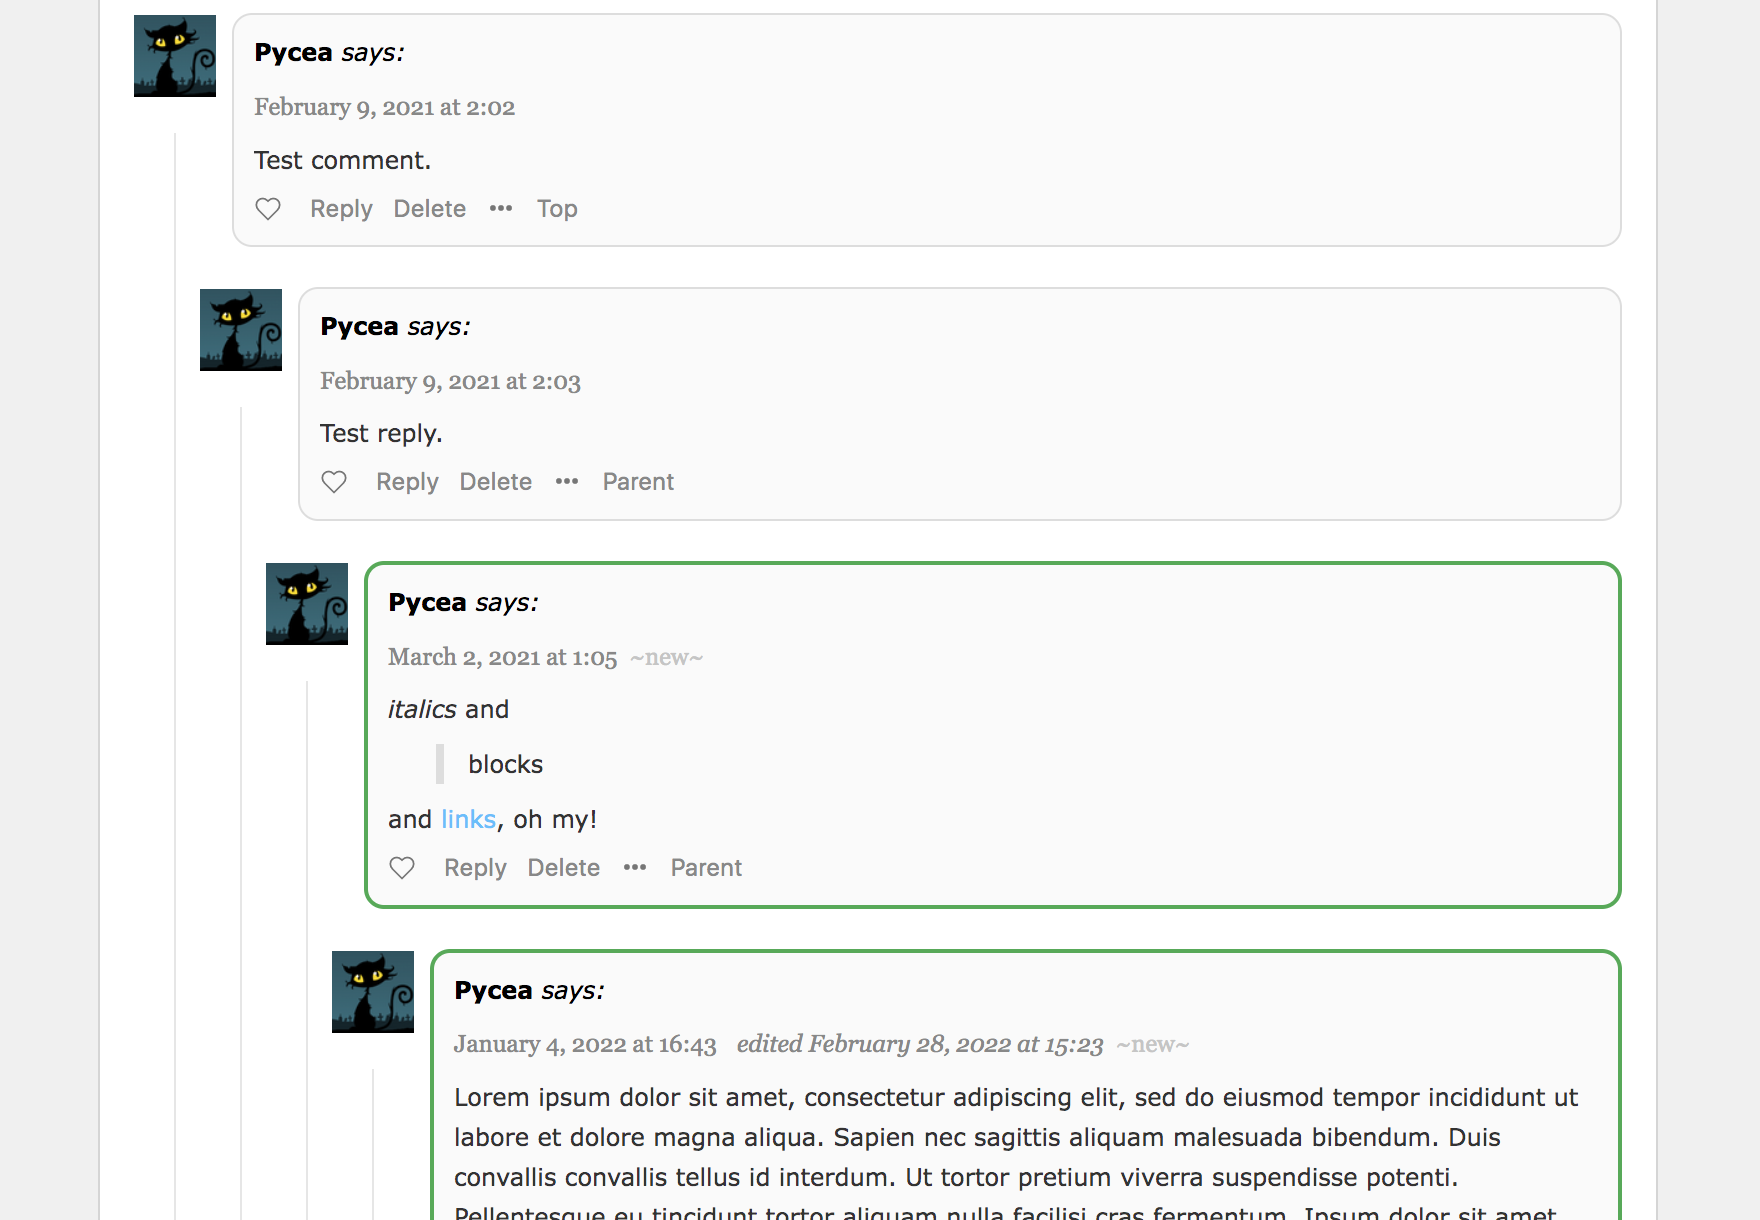 Pycea says:
February 9, 2021 at 2:02
Test comment.
Reply Delete ••• Top
Pycea says:
February 9, 2021 at 2:03
Test reply.
Reply Delete ••• Parent
Pycea says:
March 2, 2021 at 1:05 ~new~
italics and
blocks
and links, oh my!
Reply Delete ••• Parent
Pycea says:
January 4, 2022 at 16:43 edited February 28, 2022 at 15:23 ~new~
Lorem ipsum dolor sit amet, consectetur adipiscing elit, sed do eiusmod tempor incididunt ut
labore et dolore magna aliqua. Sapien nec sagittis aliquam malesuada bibendum. Duis
convallis convallis tellus id interdum. Ut tortor pretium viverra suspendisse potenti.
Pellentesque eu tincidunt tortor aliquam nulla facilisi cras fermentum. Ipsum dolor sit amet